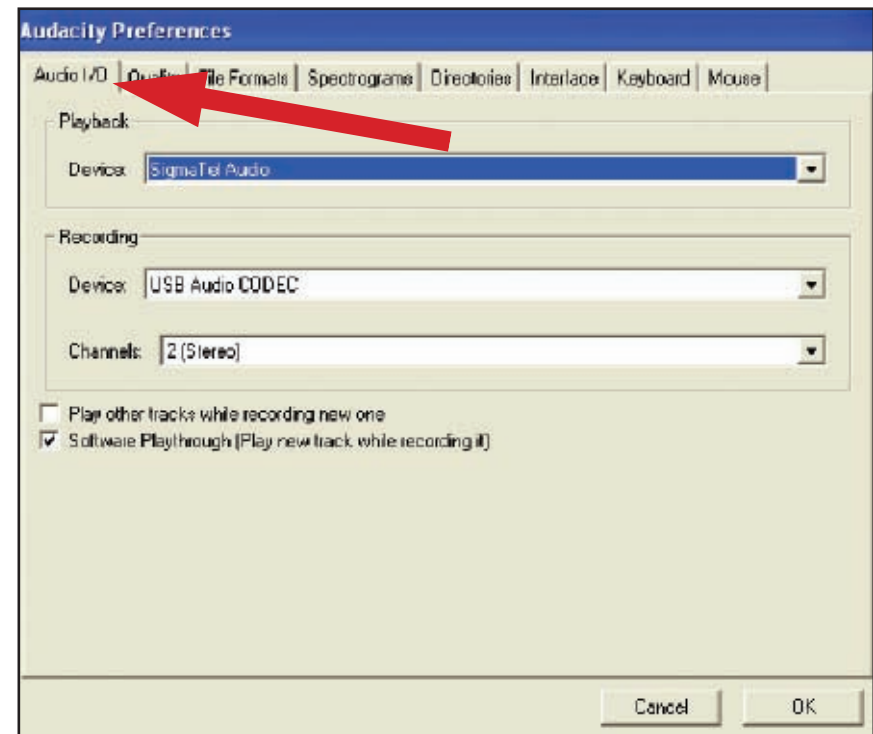 Audacity Preferences
Audio I/O Quality File Formats Spectrograms Directories Interface Keyboard Mouse
Playback
Device: SigmaTel Audio
Recording
Device: USB Audio CODEC
Channels: 2 (Stereo)
Play other tracks while recording new one
Software Playthrough (Play new track while recording it)
Cancel OK